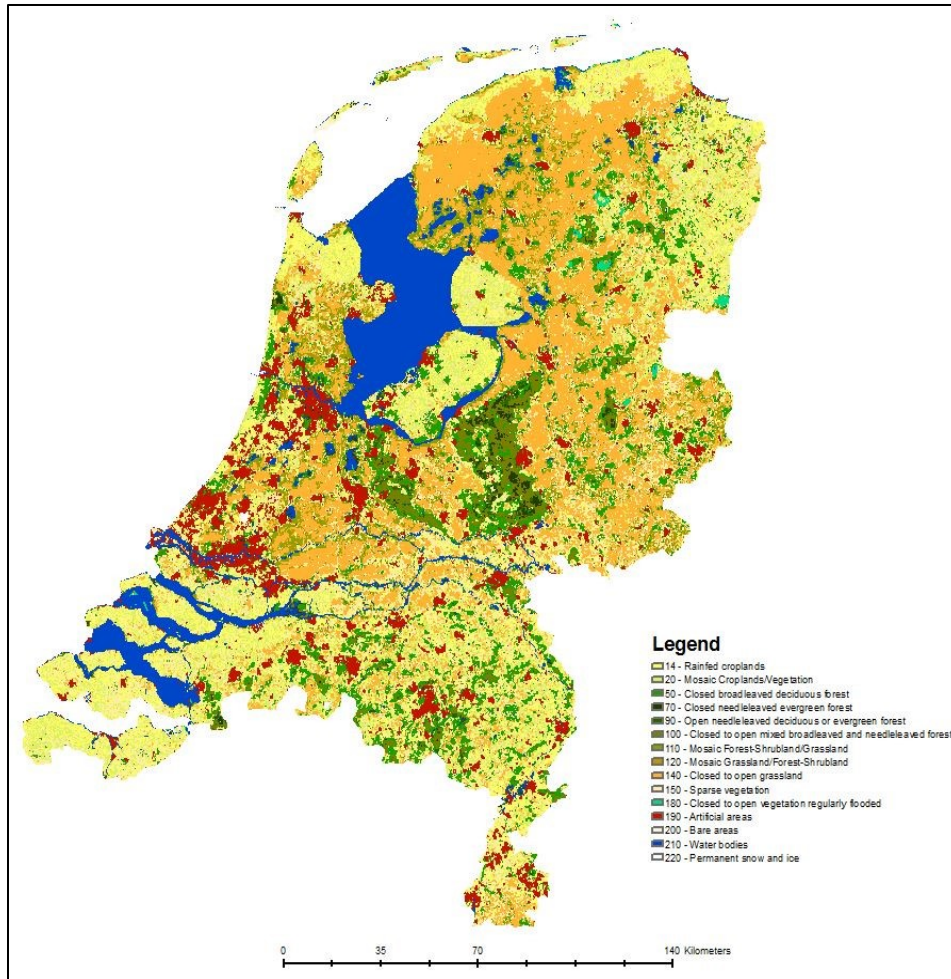 Legend
14 - Rainfed croplands
20 - Mosaic Croplands/Vegetation
50 - Closed broadleaved deciduous forest
70 - Closed needleleaved evergreen forest
90 - Open needleleaved deciduous or evergreen forest
100 - Closed to open mixed broadleaved and needleleaved forest
110 - Mosaic Forest-Shrubland/Grassland
120 - Mosaic Grassland/Forest-Shrubland
140 - Closed to open grassland
150 - Sparse vegetation
180 - Closed to open vegetation regularly flooded
190 - Artificial areas
200 - Bare areas
210 - Water bodies
220 - Permanent snow and ice
0 35 70 140 Kilometers